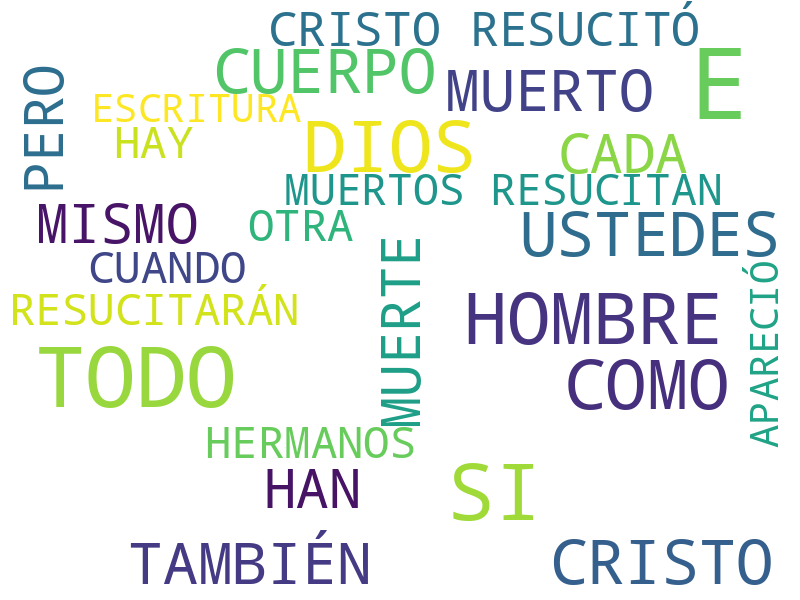 CRISTO RESUCITÓ
CUERPO
E
PERO
MUERTO
ESCRITURA
HAY
DIOS
CADA
MUERTOS RESUCITAN
MISMO
OTRA
USTEDES
CUANDO
MUERTE
APARECIÓ
RESUCITARÁN
HOMBRE
TODO
COMO
HERMANOS
HAN
SI
TAMBIÉN
CRISTO